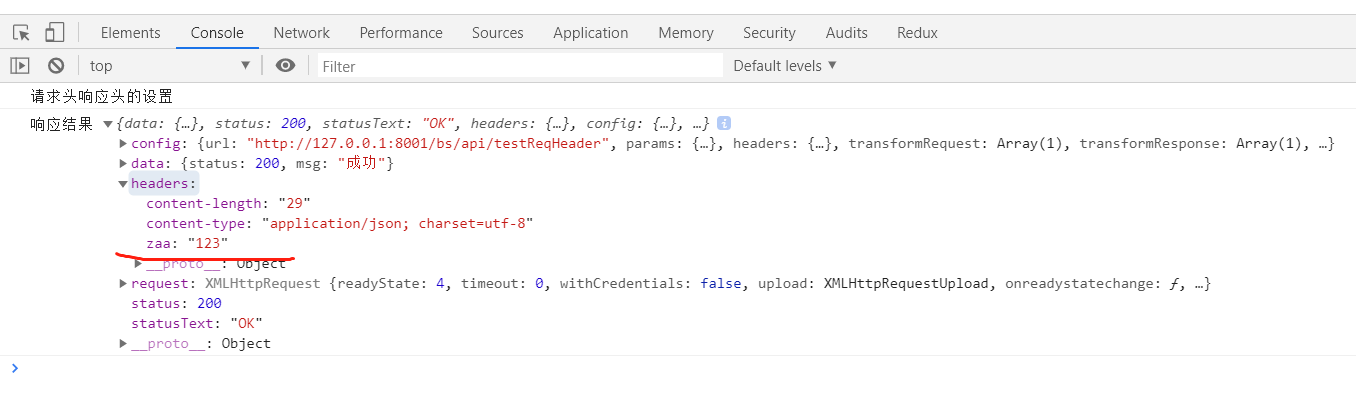 Elements Console Network Performance Sources Application Memory Security Audits Redux
top Filter Default levels
请求头响应头的设置
响应结果 {data: {…}, status: 200, statusText: "OK", headers: {…}, config: {…}, …} i
config: {url: "http://127.0.0.1:8001/bs/api/testReqHeader", params: {…}, headers: {…}, transformRequest: Array(1), transformResponse: Array(1), …}
data: {status: 200, msg: "成功"}
headers:
content-length: "29"
content-type: "application/json; charset=utf-8"
zaa: "123"
__proto__: Object
request: XMLHttpRequest {readyState: 4, timeout: 0, withCredentials: false, upload: XMLHttpRequestUpload, onreadystatechange: ƒ, …}
status: 200
statusText: "OK"
__proto__: Object